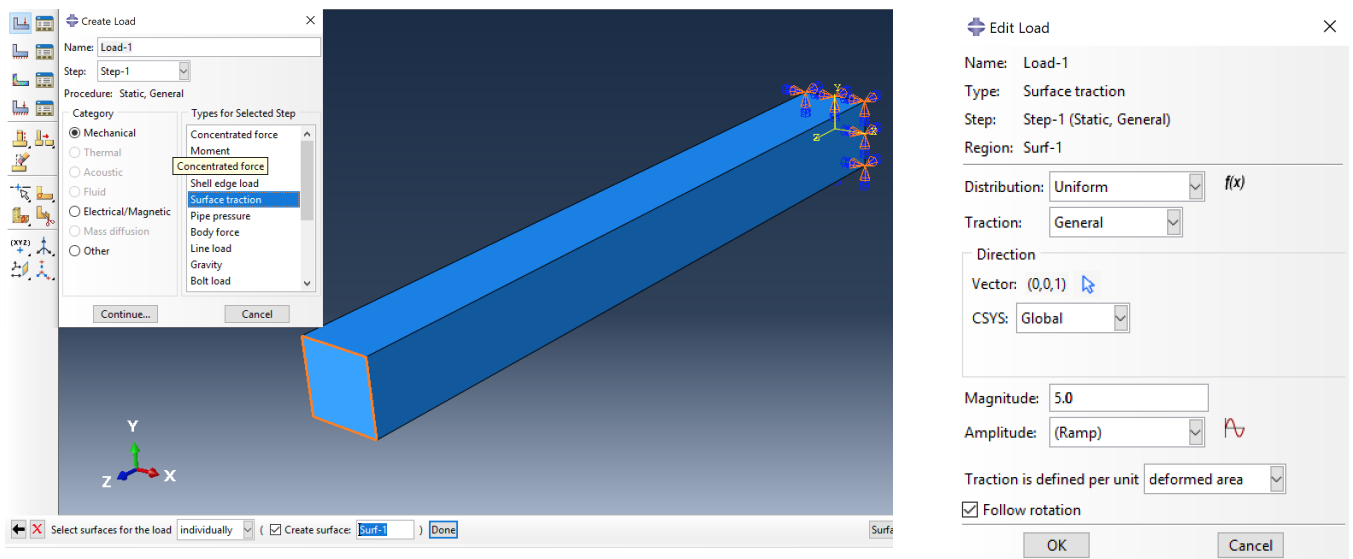 Create Load
Name: Load-1
Step: Step-1
Procedure: Static, General
Category
Mechanical
Thermal
Acoustic
Fluid
Electrical/Magnetic
Mass diffusion
Other
Types for Selected Step
Concentrated force
Moment
Concentrated force
Shell edge load
Surface traction
Pipe pressure
Body force
Line load
Gravity
Bolt load
Continue...
Cancel
(XYZ)
Y
Z
X
Y
Z
X
Select surfaces for the load individually ( Create surface: Surf-1 ) Done
Surfa
Edit Load
Name: Load-1
Type: Surface traction
Step: Step-1 (Static, General)
Region: Surf-1
Distribution: Uniform f(x)
Traction: General
Direction
Vector: (0,0,1)
CSYS: Global
Magnitude: 5.0
Amplitude: (Ramp)
Traction is defined per unit deformed area
Follow rotation
OK
Cancel